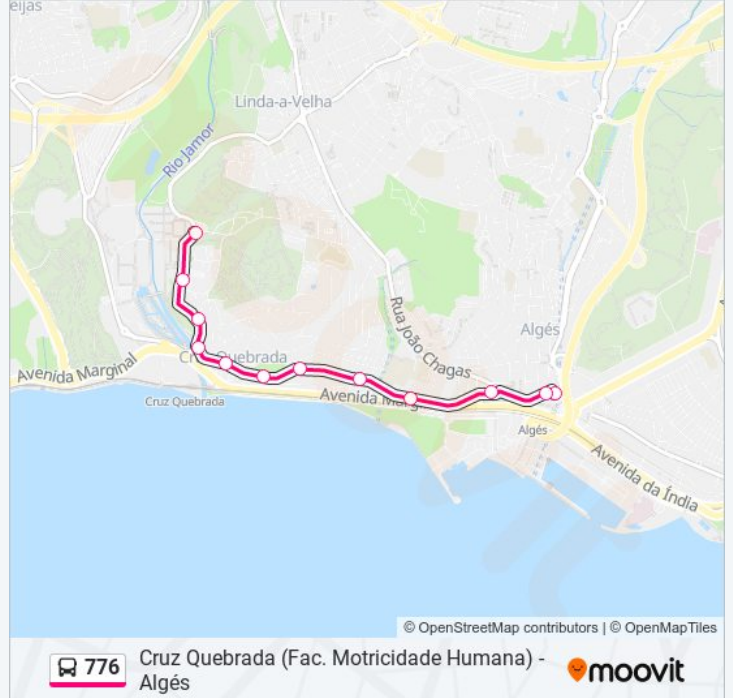 eijas
Linda-a-Velha
Rio Jamor
Rua João Chagas
Algés
Cruz Quebrada
Avenida Marginal
Cruz Quebrada
Avenida Marg
Algés
Avenida da Índia
© OpenStreetMap contributors | © OpenMapTiles
776
Cruz Quebrada (Fac. Motricidade Humana) -
Algés
moovit